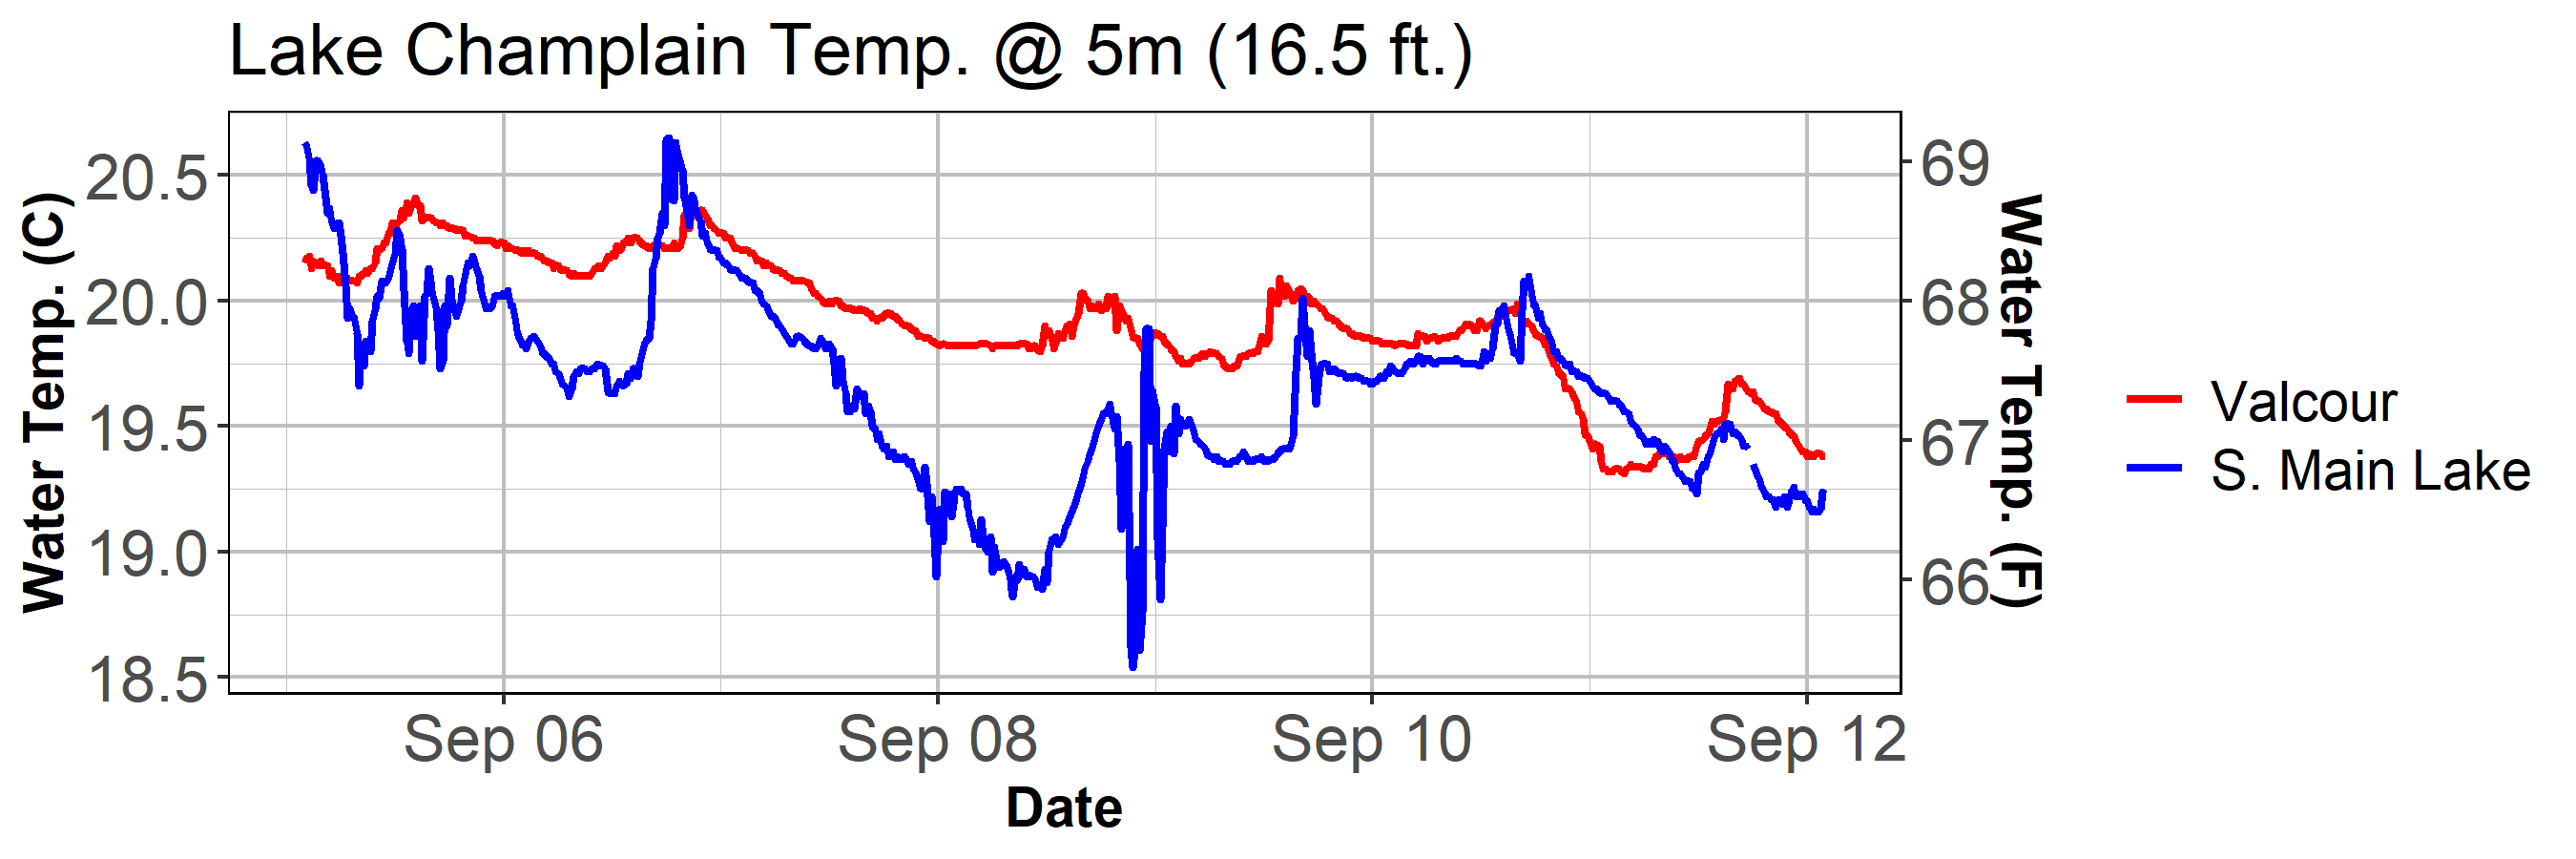 Lake Champlain Temp. @ 5m (16.5 ft.)
Water Temp. (C)
20.5
20.0
19.5
19.0
18.5
69
68
67
66
Water Temp. (F)
Sep 06
Sep 08
Sep 10
Sep 12
Date
Valcour
S. Main Lake